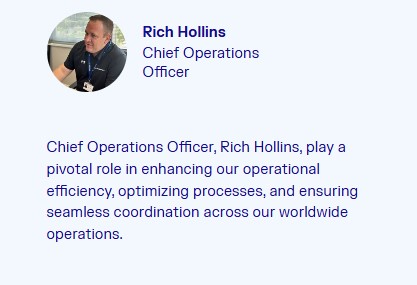 Rich Hollins
Chief Operations
Officer
Chief Operations Officer, Rich Hollins, play a
pivotal role in enhancing our operational
efficiency, optimizing processes, and ensuring
seamless coordination across our worldwide
operations.